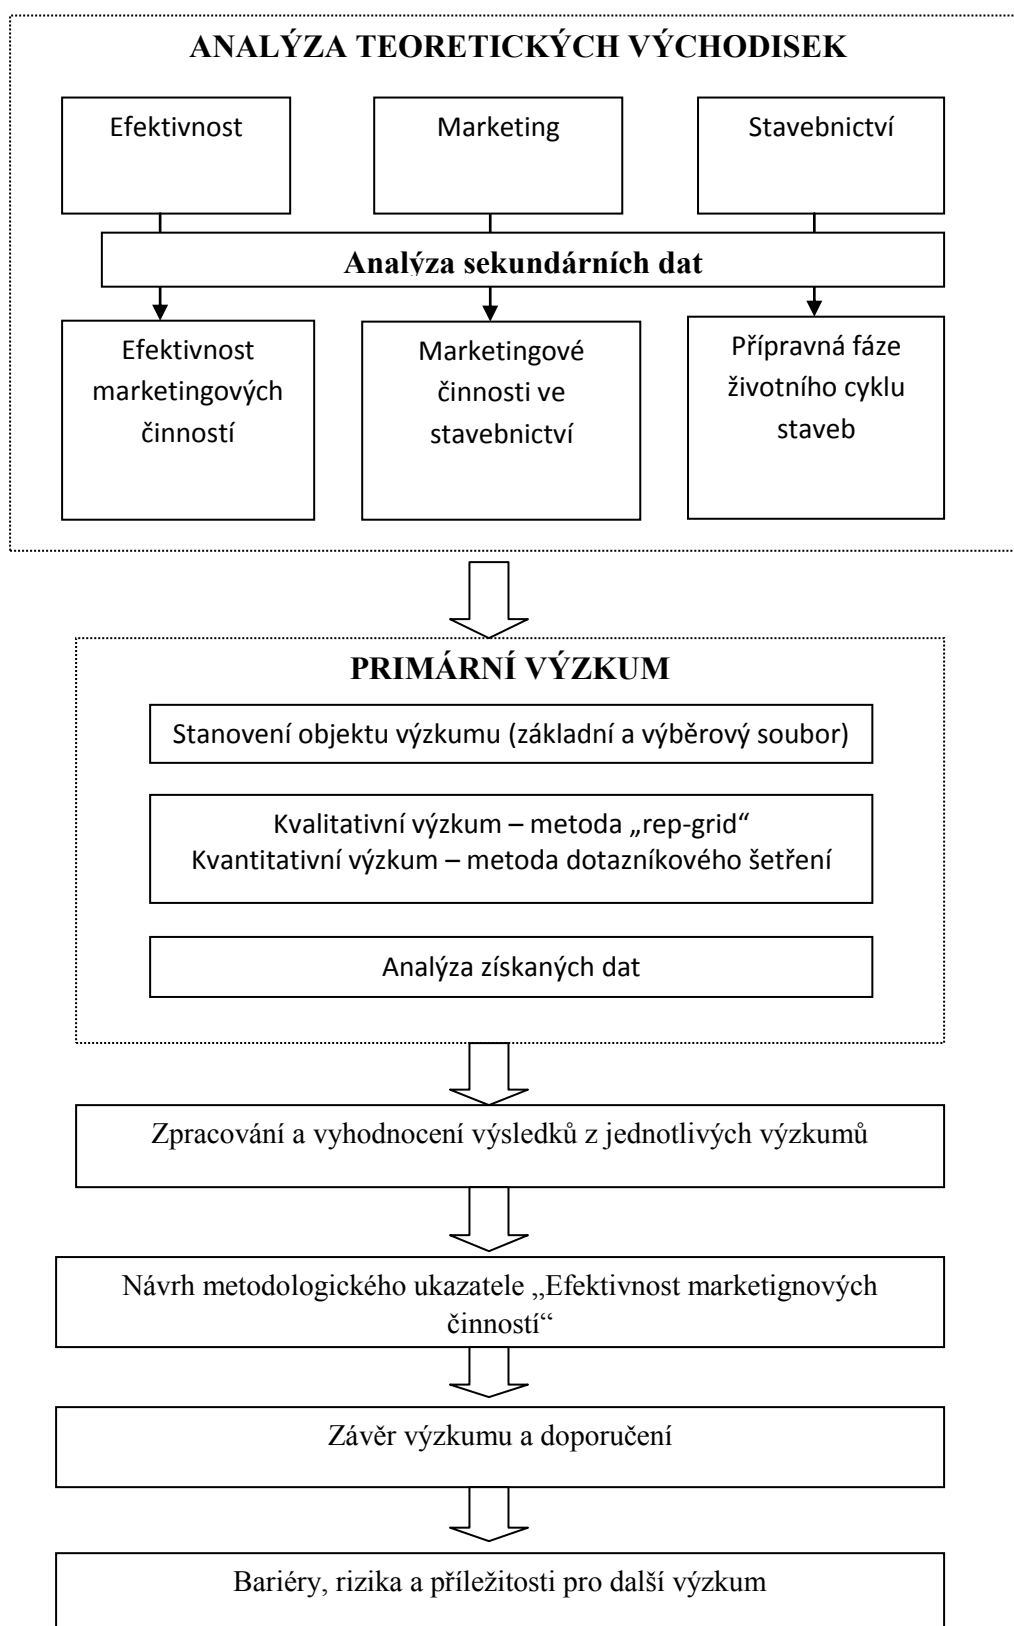 ANALÝZA TEORETICKÝCH VÝCHODISEK
Efektivnost
Marketing
Stavebnictví
Analýza sekundárních dat
Efektivnost
marketingových
činností
Marketingové
činnosti ve
stavebnictví
Přípravná fáze
životního cyklu
staveb
PRIMÁRNÍ VÝZKUM
Stanovení objektu výzkumu (základní a výběrový soubor)
Kvalitativní výzkum – metoda „rep-grid“
Kvantitativní výzkum – metoda dotazníkového šetření
Analýza získaných dat
Zpracování a vyhodnocení výsledků z jednotlivých výzkumů
Návrh metodologického ukazatele „Efektivnost marketignových
činností“
Závěr výzkumu a doporučení
Bariéry, rizika a příležitosti pro další výzkum